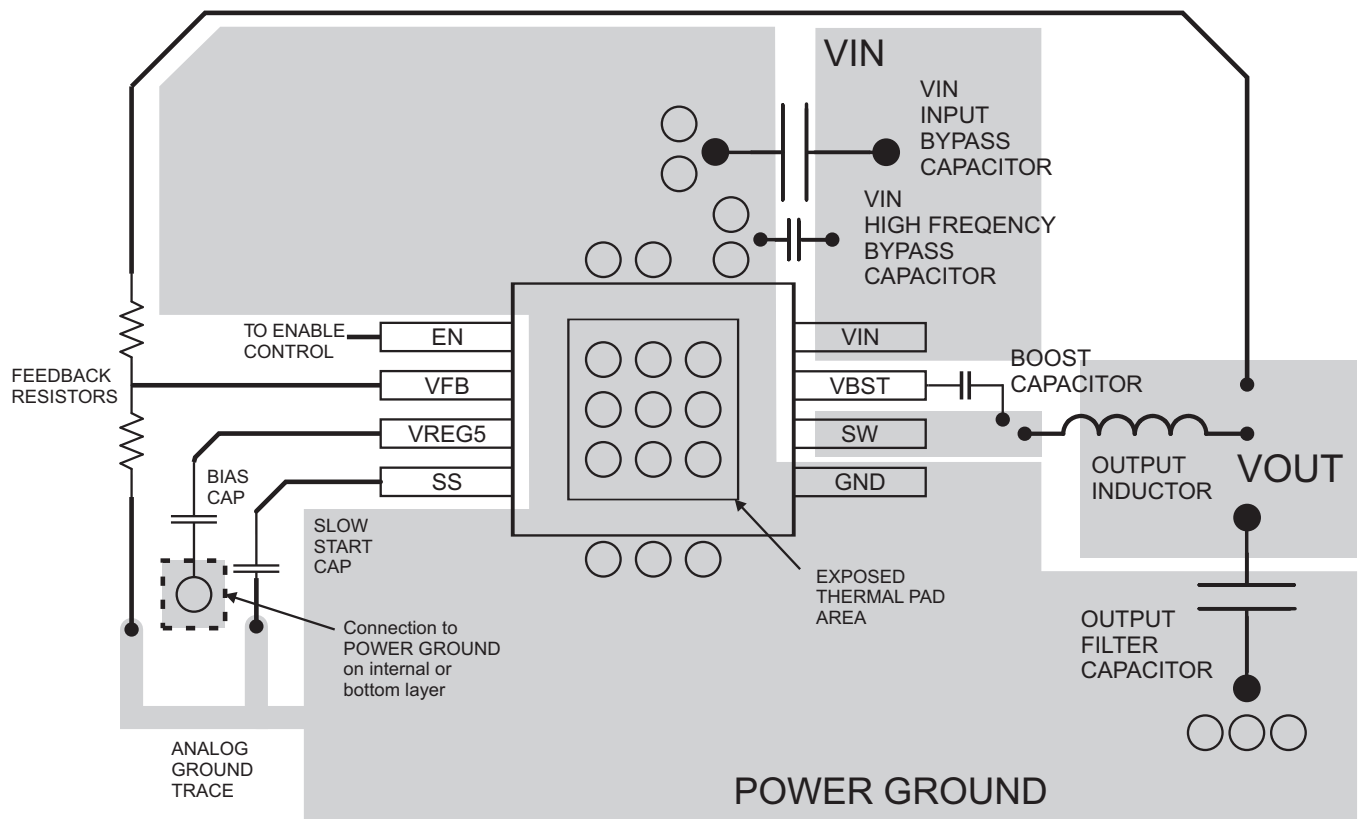 VIN
VIN
INPUT
BYPASS
CAPACITOR
VIN
HIGH FREQENCY
BYPASS
CAPACITOR
TO ENABLE
CONTROL
EN
VIN
FEEDBACK
RESISTORS
VFB
VBST
BOOST
CAPACITOR
VREG5
SW
BIAS
CAP
SS
GND
OUTPUT
INDUCTOR
VOUT
SLOW
START
CAP
EXPOSED
THERMAL PAD
AREA
Connection to
POWER GROUND
on internal or
bottom layer
OUTPUT
FILTER
CAPACITOR
ANALOG
GROUND
TRACE
POWER GROUND